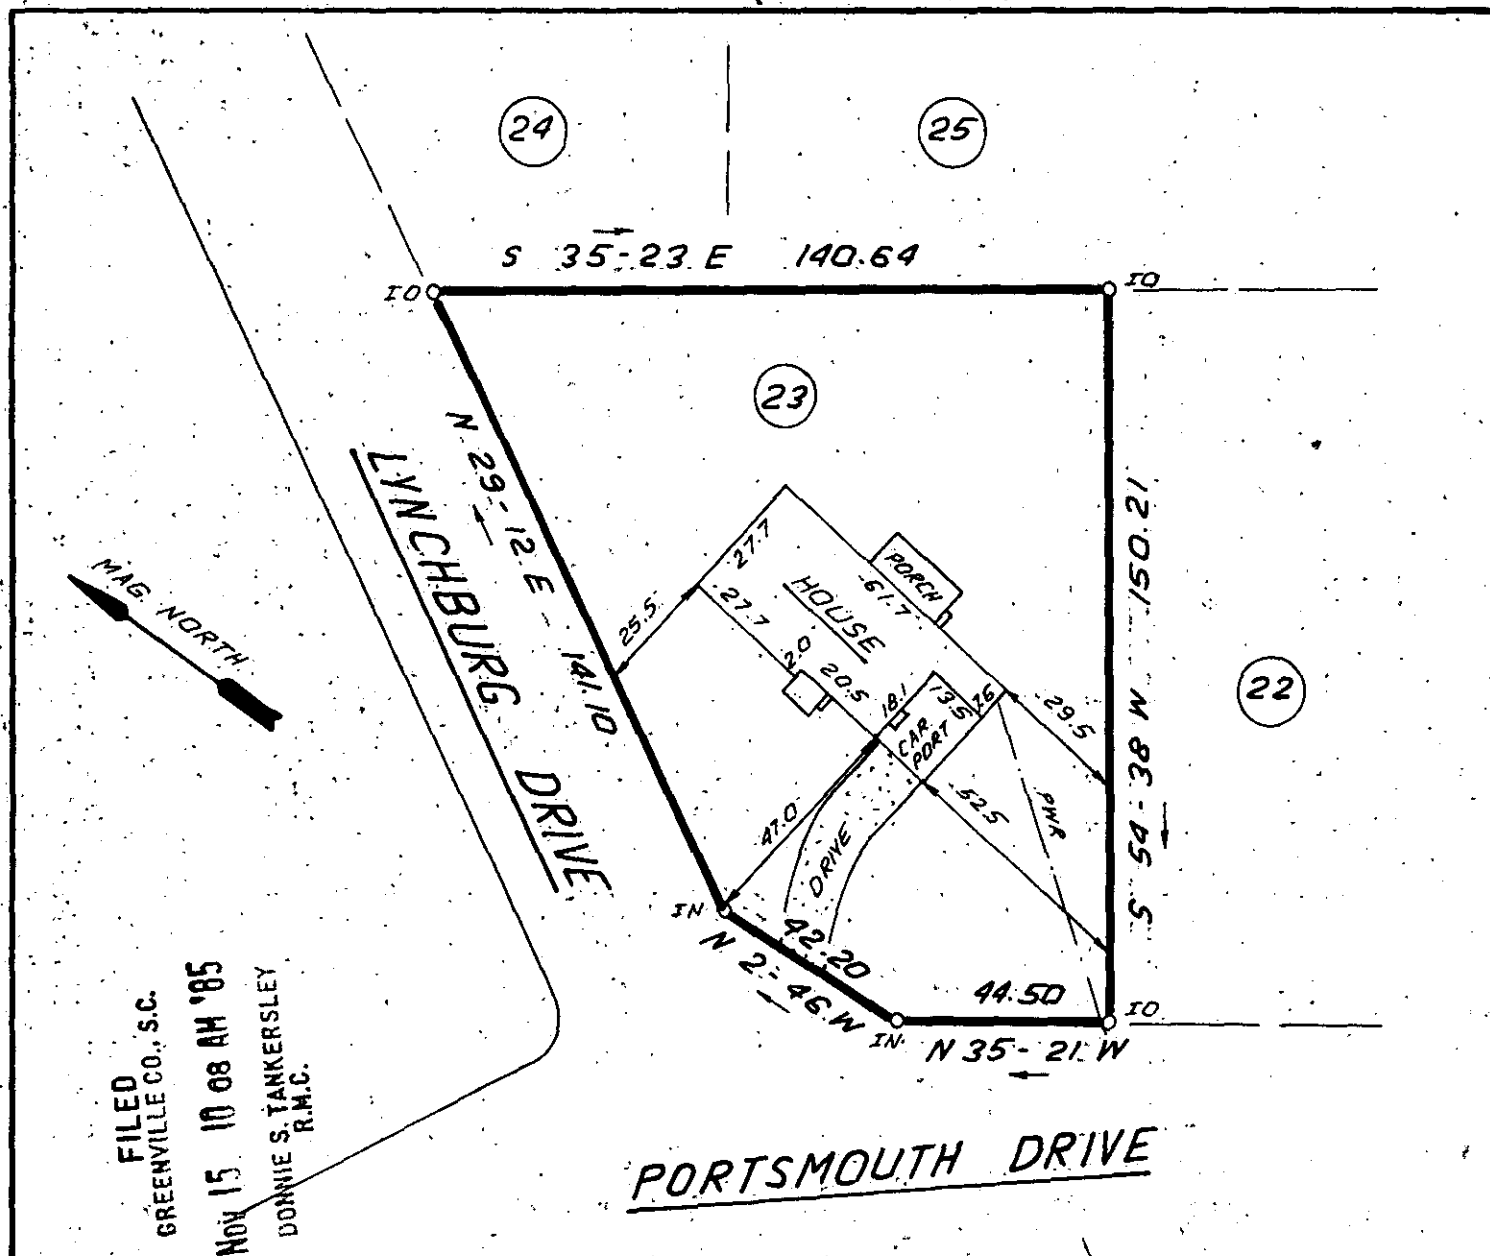 24
25
S 35-23 E 140.64
IO
IO
23
N 29-12 E - 141.10
LYNCHBURG DRIVE
MAG. NORTH
27.7
25.5
27.7
2.0
20.5
HOUSE
61.7
PORCH
18.1
13.5
7.6
CAR
PORT
29.5
S 54-38 W 150.21
22
47.0
DRIVE
52.5
PWR
IN
42.20
N 2-46 W
44.50
IN
IO
N 35-21 W
PORTSMOUTH DRIVE
FILED
GREENVILLE CO., S.C.
NOV 15 10 08 AM '85
DONNIE S. TANKERSLEY
R.M.C.